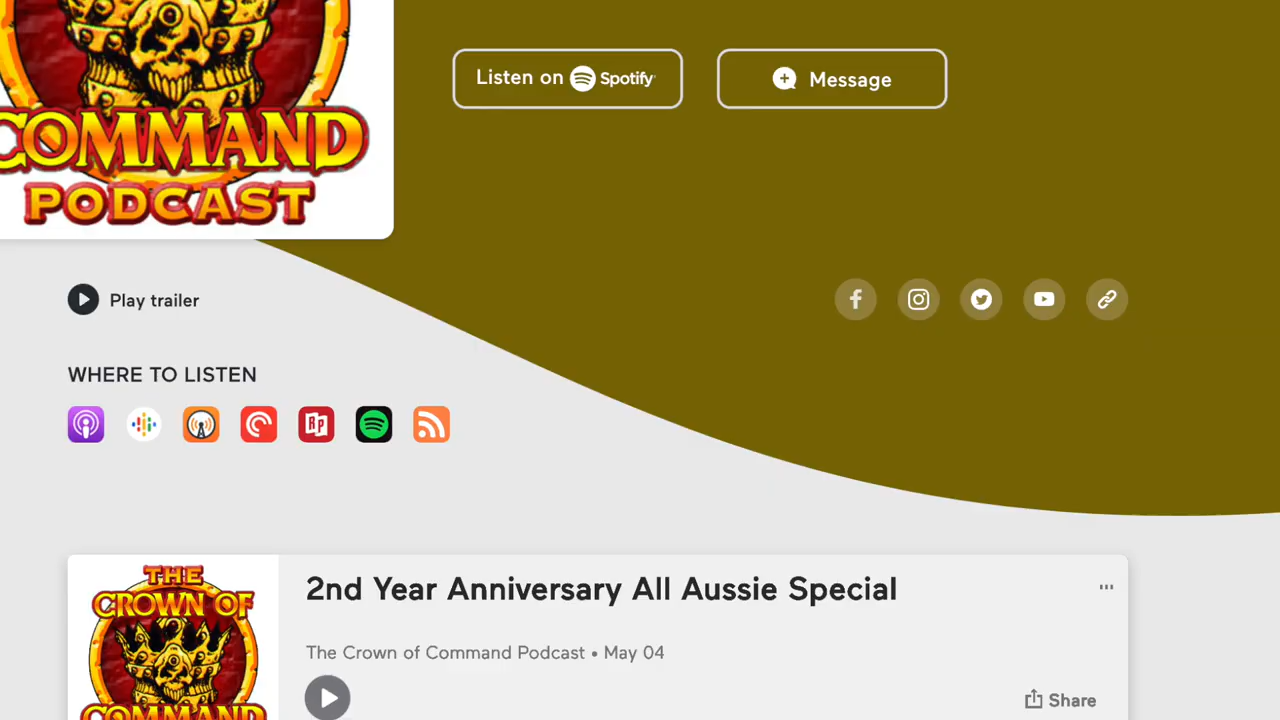 COMMAND
PODCAST
Listen on Spotify
Message
Play trailer
WHERE TO LISTEN
RP
THE
CROWN OF
COMMAND
2nd Year Anniversary All Aussie Special
The Crown of Command Podcast • May 04
Share